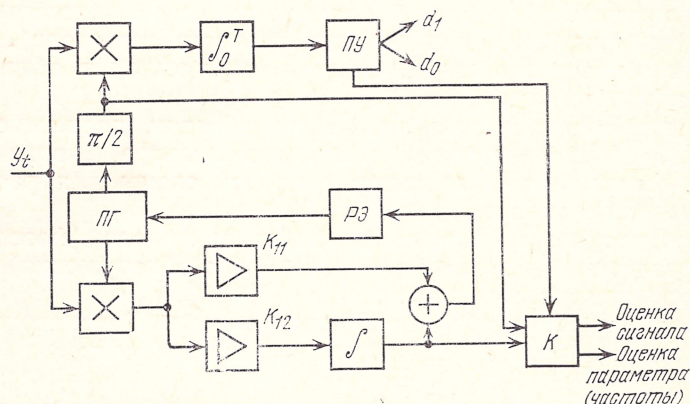 ∫₀ᵀ
ПУ
d₁
d₀
π/2
yₜ
ПГ
РЭ
K₁₁
K₁₂
∫
К
Оценка
сигнала
Оценка
параметра
(частоты)